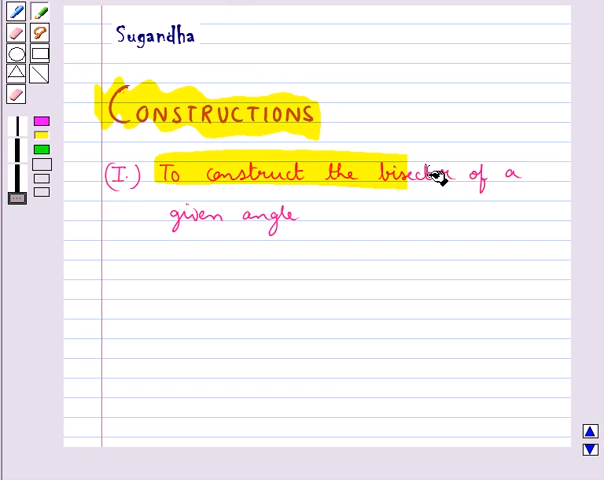 Sugandha
CONSTRUCTIONS
(I.) To construct the bisector of a
given angle